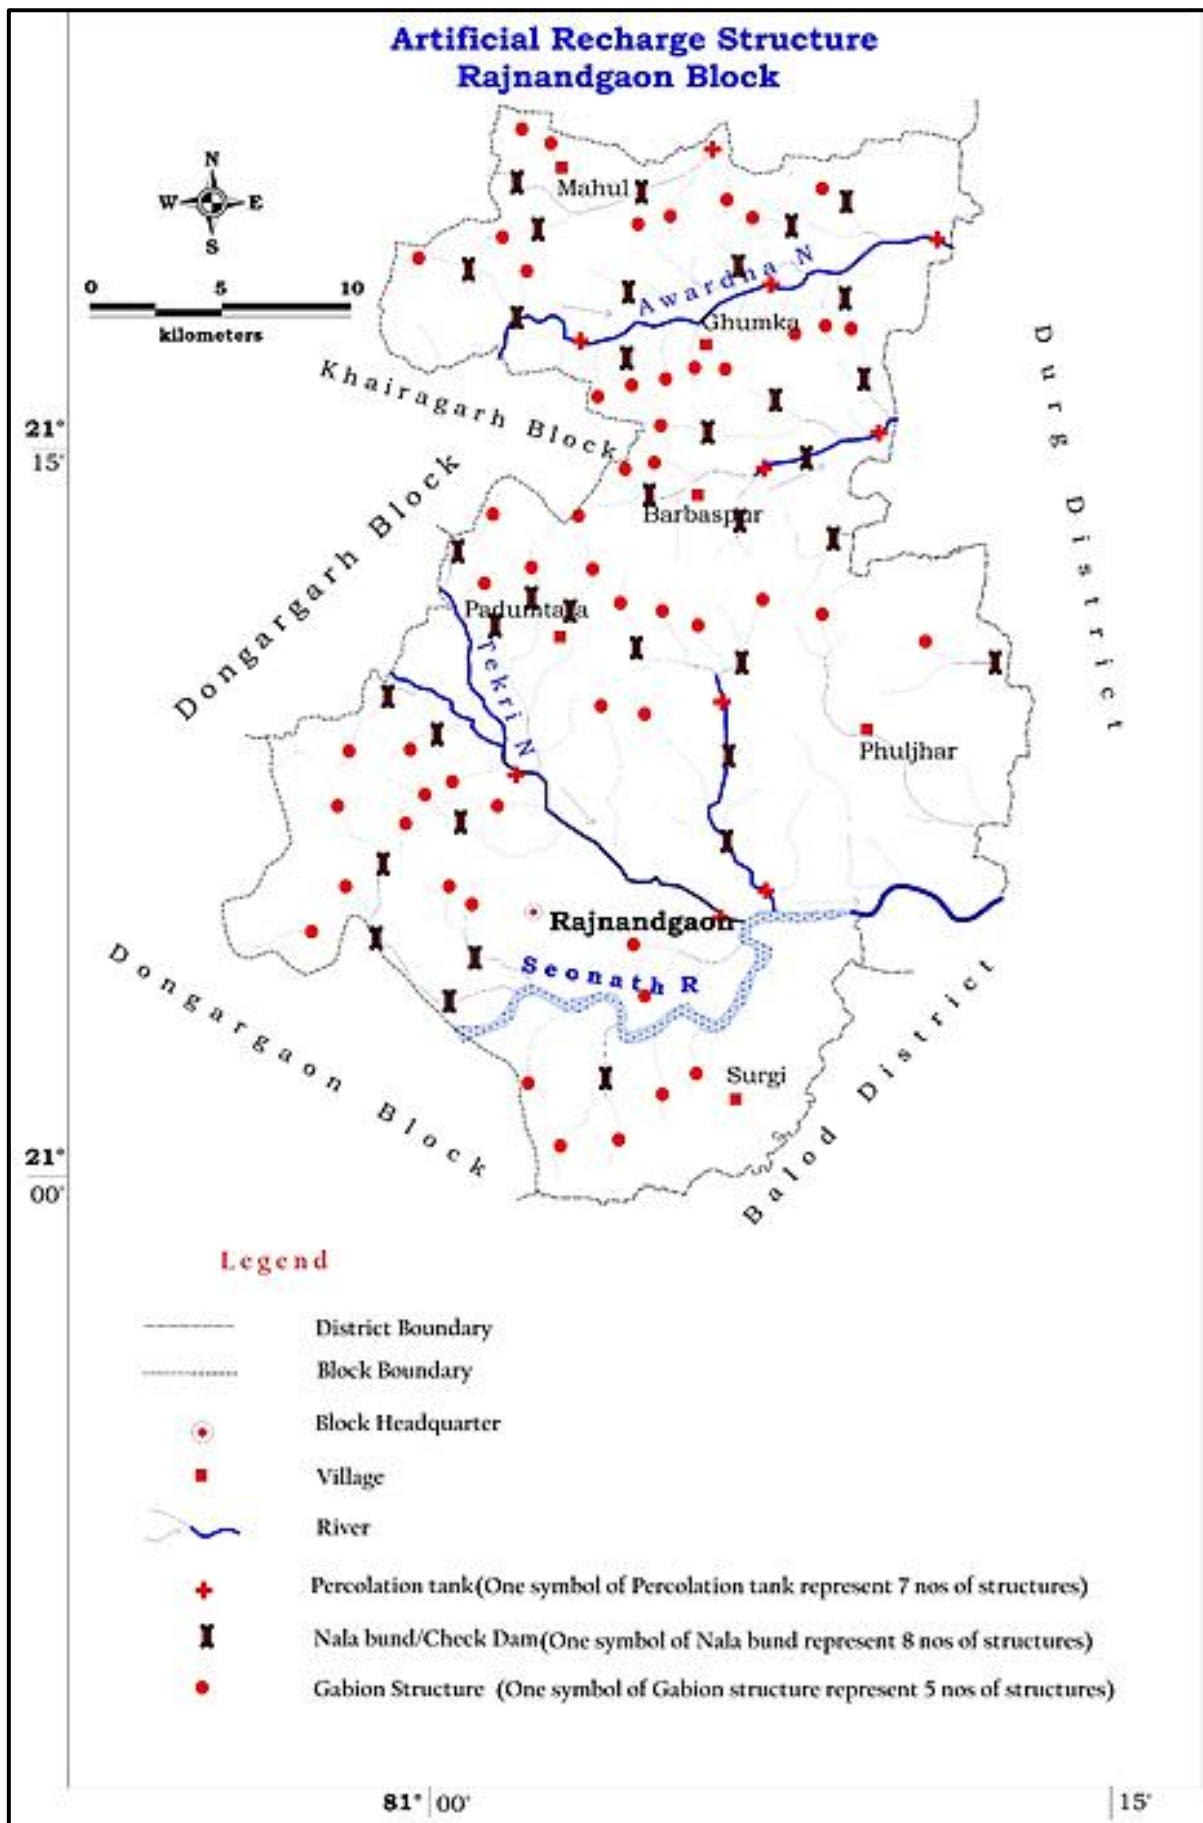 Artificial Recharge Structure
Rajnandgaon Block
N
W E
S
0 5 10
kilometers
Mahul
Awardha N
Ghumka
Khairagarh Block
Durg District
21°
15'
Dongargarh Block
Barbaspur
Padumtara
Tekri N
Phuljhar
Rajnandgaon
Seonath R
Dongargaon Block
Surgi
Balod District
21°
00'
Legend
District Boundary
Block Boundary
Block Headquarter
Village
River
Percolation tank(One symbol of Percolation tank represent 7 nos of structures)
Nala bund/Check Dam(One symbol of Nala bund represent 8 nos of structures)
Gabion Structure (One symbol of Gabion structure represent 5 nos of structures)
81° 00' 15'